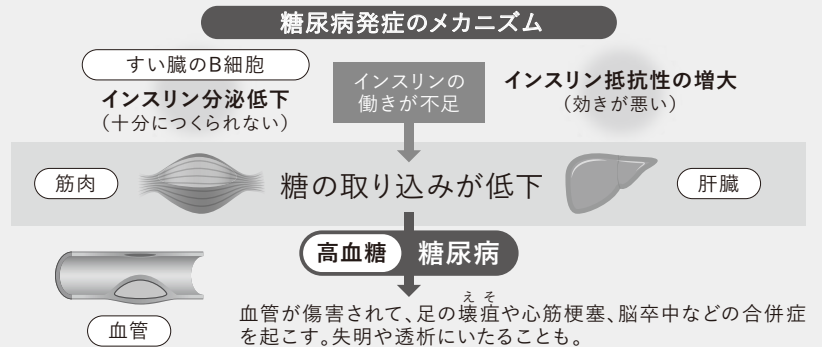 糖尿病発症のメカニズム
すい臓のB細胞
インスリン分泌低下
（十分につくられない）
インスリンの
働きが不足
インスリン抵抗性の増大
（効きが悪い）
筋肉
糖の取り込みが低下
肝臓
高血糖 糖尿病
血管
えそ
血管が傷害されて、足の壊疽や心筋梗塞、脳卒中などの合併症
を起こす。失明や透析にいたることも。